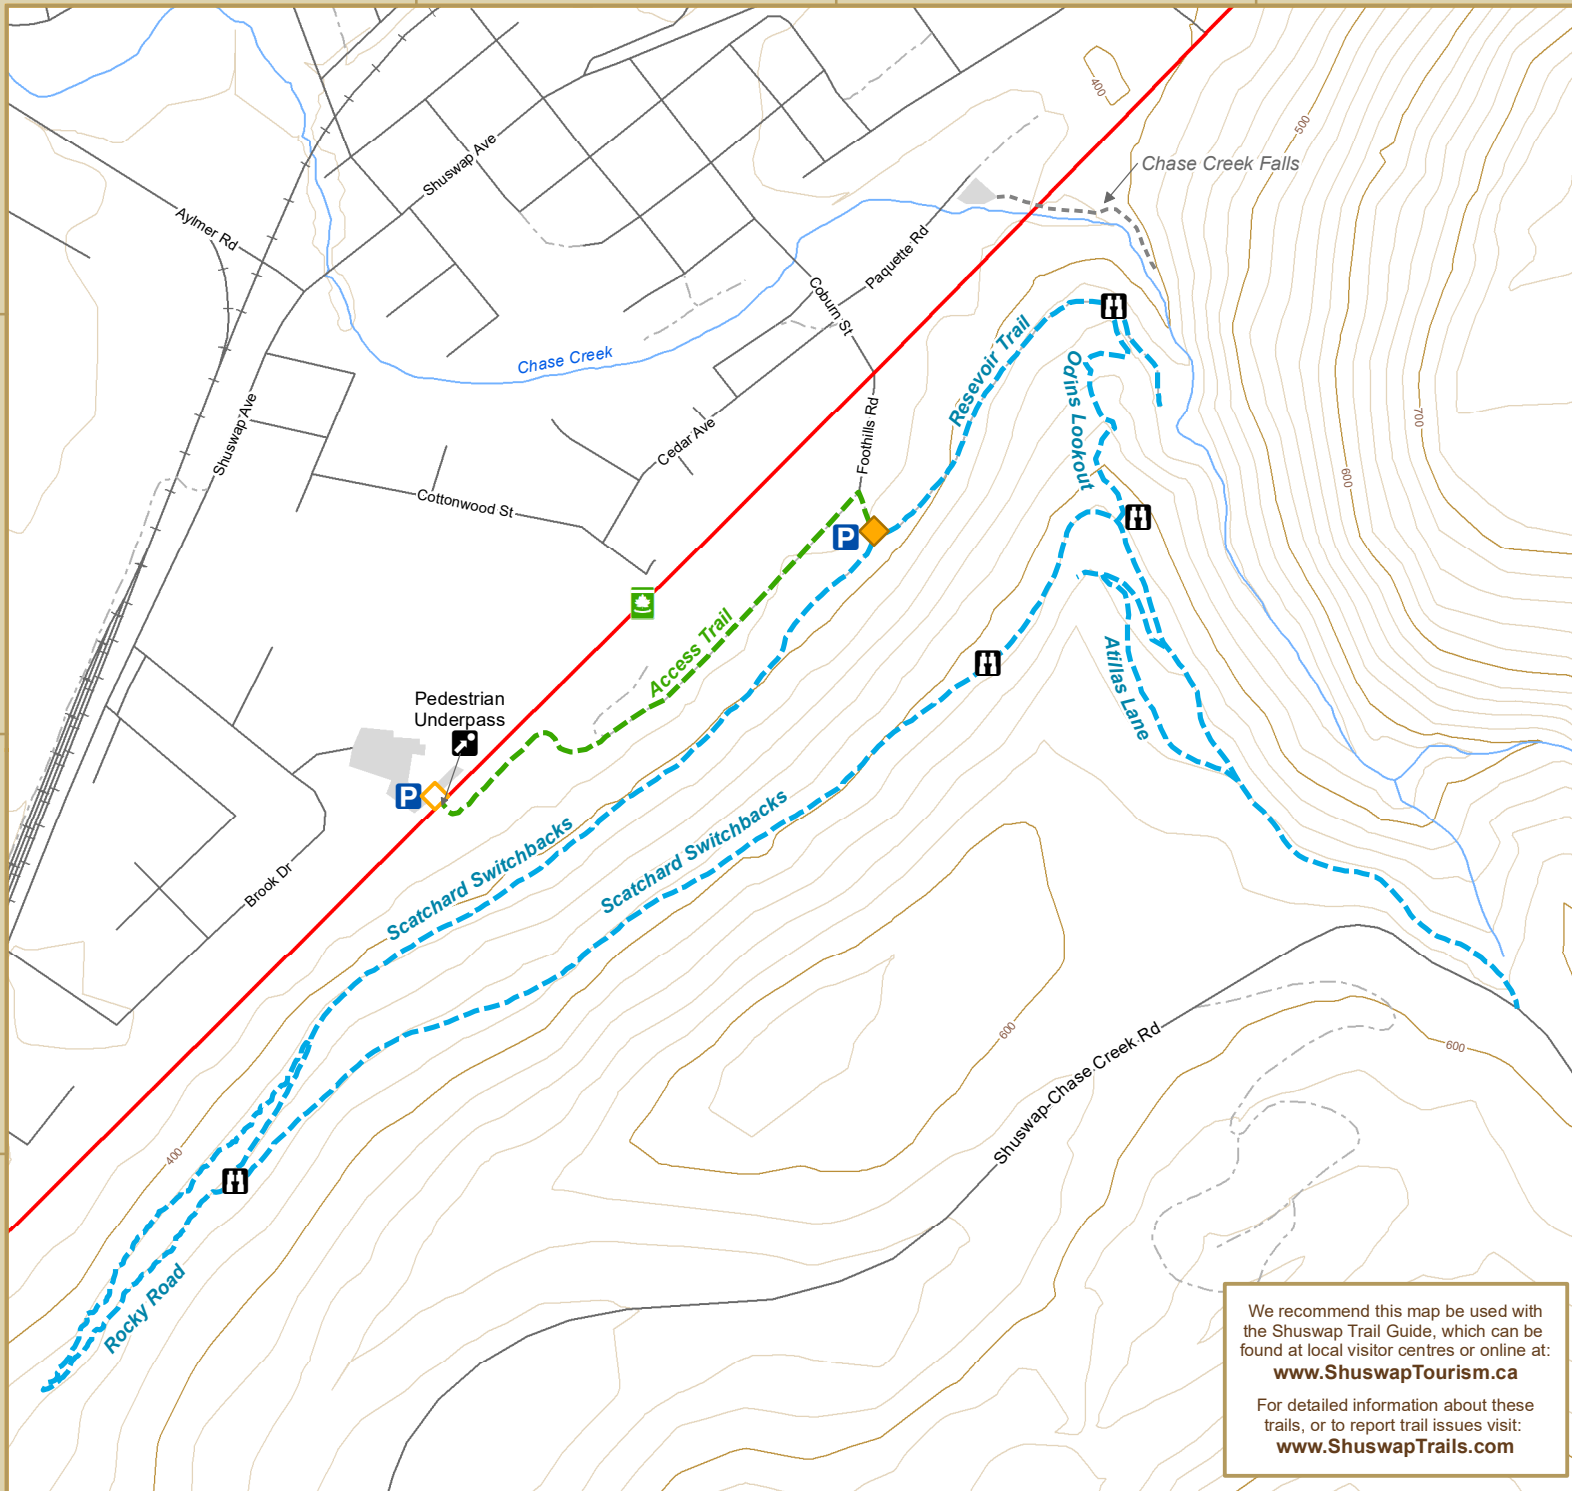 400
500
Chase Creek Falls
Shuswap Ave
Aylmer Rd
Paquette Rd
Coburn St
Chase Creek
Resevoir Trail
Odins Lookout
700
600
Shuswap Ave
Foothills Rd
Cedar Ave
Cottonwood St
P
Access Trail
Atillas Lane
Pedestrian
Underpass
P
Scatchard Switchbacks
Scatchard Switchbacks
Brook Dr
600
600
Shuswap-Chase Creek Rd
400
Rocky Road
We recommend this map be used with
the Shuswap Trail Guide, which can be
found at local visitor centres or online at:
www.ShuswapTourism.ca
For detailed information about these
trails, or to report trail issues visit:
www.ShuswapTrails.com